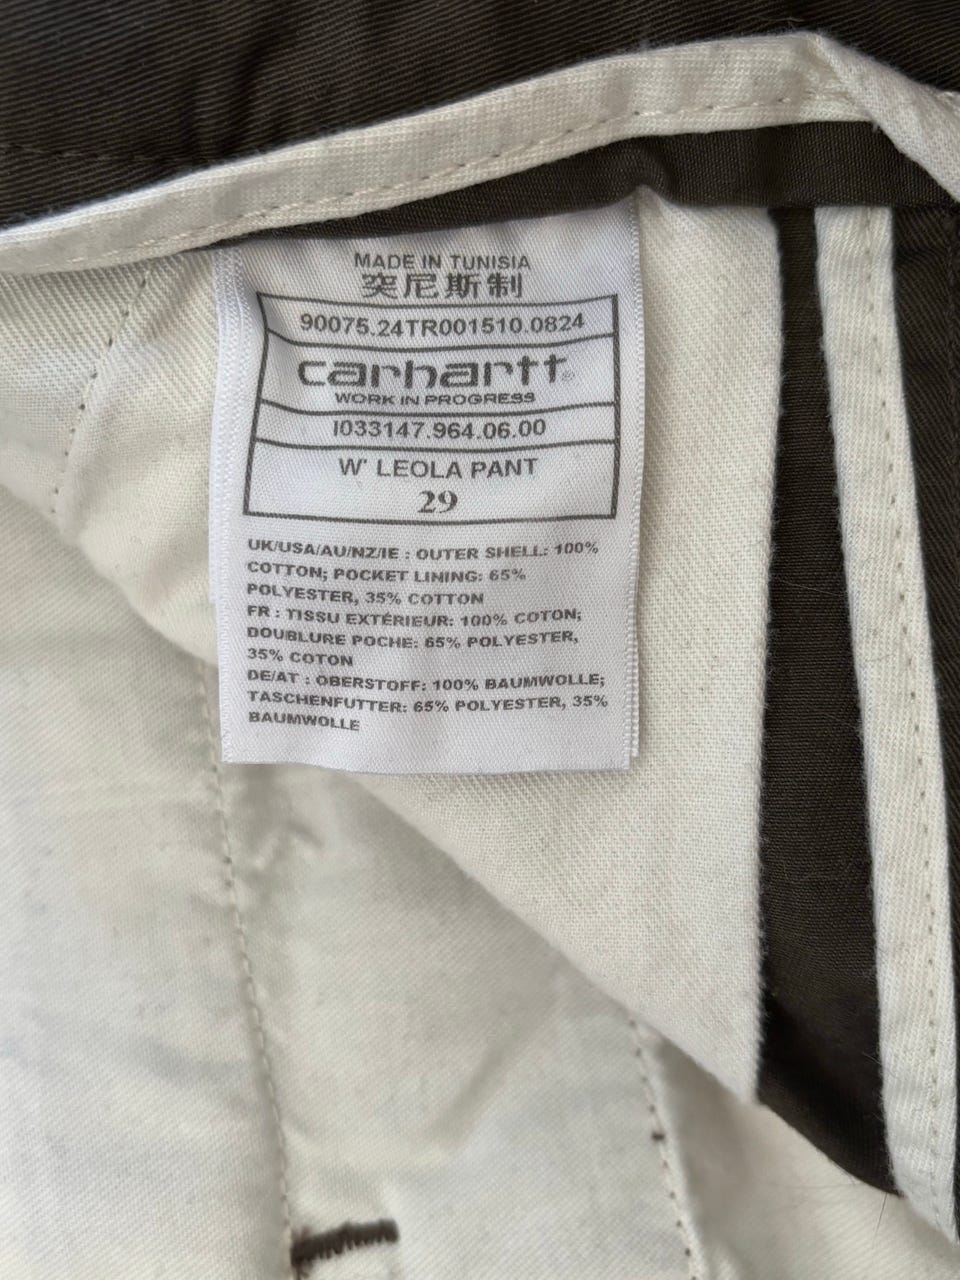 MADE IN TUNISIA
突尼斯制
90075.24TR001510.0824
carhartt®
WORK IN PROGRESS
I033147.964.06.00
W' LEOLA PANT
29
UK/USA/AU/NZ/IE : OUTER SHELL: 100%
COTTON; POCKET LINING: 65%
POLYESTER, 35% COTTON
FR : TISSU EXTÉRIEUR: 100% COTON;
DOUBLURE POCHE: 65% POLYESTER,
35% COTON
DE/AT : OBERSTOFF: 100% BAUMWOLLE;
TASCHENFUTTER: 65% POLYESTER, 35%
BAUMWOLLE